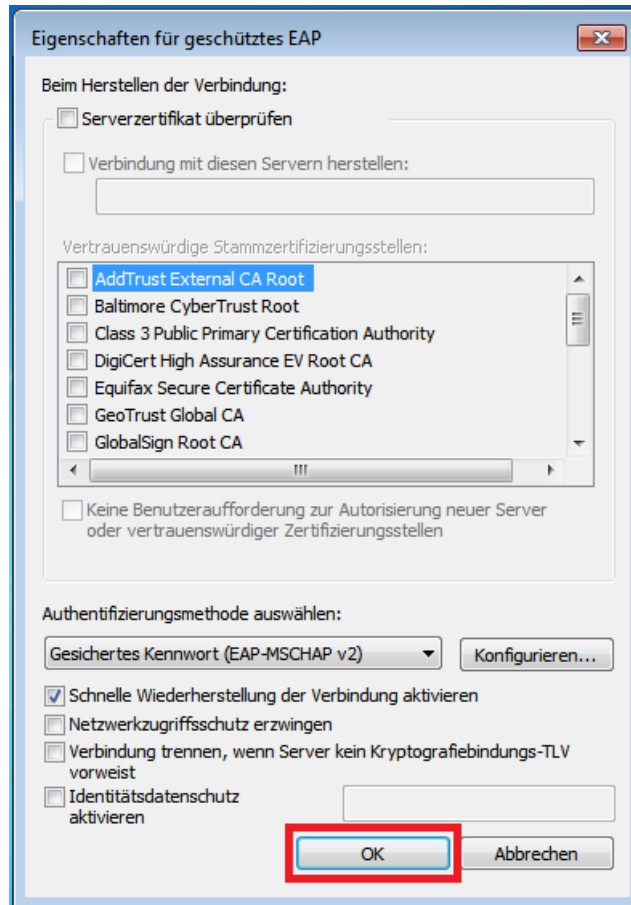 Eigenschaften für geschütztes EAP
Beim Herstellen der Verbindung:
Serverzertifikat überprüfen
Verbindung mit diesen Servern herstellen:
Vertrauenswürdige Stammzertifizierungsstellen:
AddTrust External CA Root
Baltimore CyberTrust Root
Class 3 Public Primary Certification Authority
DigiCert High Assurance EV Root CA
Equifax Secure Certificate Authority
GeoTrust Global CA
GlobalSign Root CA
Keine Benutzeraufforderung zur Autorisierung neuer Server
oder vertrauenswürdiger Zertifizierungsstellen
Authentifizierungsmethode auswählen:
Gesichertes Kennwort (EAP-MSCHAP v2)
Konfigurieren...
Schnelle Wiederherstellung der Verbindung aktivieren
Netzwerkzugriffsschutz erzwingen
Verbindung trennen, wenn Server kein Kryptografiebindungs-TLV
vorweist
Identitätsdatenschutz
aktivieren
OK
Abbrechen